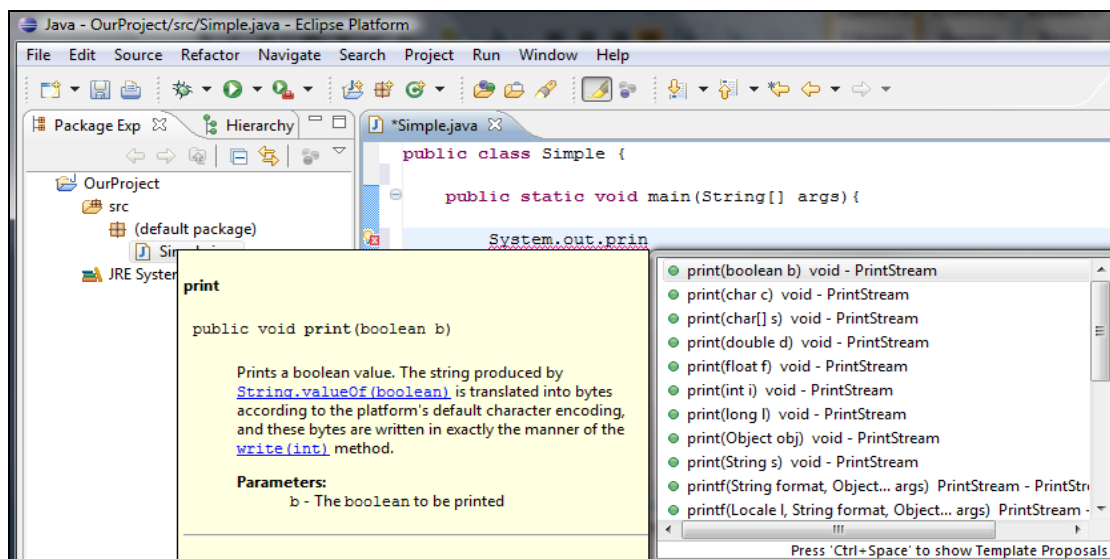 Java - OurProject/src/Simple.java - Eclipse Platform
File Edit Source Refactor Navigate Search Project Run Window Help
Package Exp Hierarchy
*Simple.java
public class Simple {
public static void main(String[] args){
System.out.prin
OurProject
src
(default package)
JRE System
print
public void print(boolean b)
Prints a boolean value. The string produced by
String.valueOf(boolean) is translated into bytes
according to the platform's default character encoding,
and these bytes are written in exactly the manner of the
write(int) method.
Parameters:
b - The boolean to be printed
print(boolean b) void - PrintStream
print(char c) void - PrintStream
print(char[] s) void - PrintStream
print(double d) void - PrintStream
print(float f) void - PrintStream
print(int i) void - PrintStream
print(long l) void - PrintStream
print(Object obj) void - PrintStream
print(String s) void - PrintStream
printf(String format, Object... args) PrintStream - PrintStr
printf(Locale l, String format, Object... args) PrintStream -
Press 'Ctrl+Space' to show Template Proposals